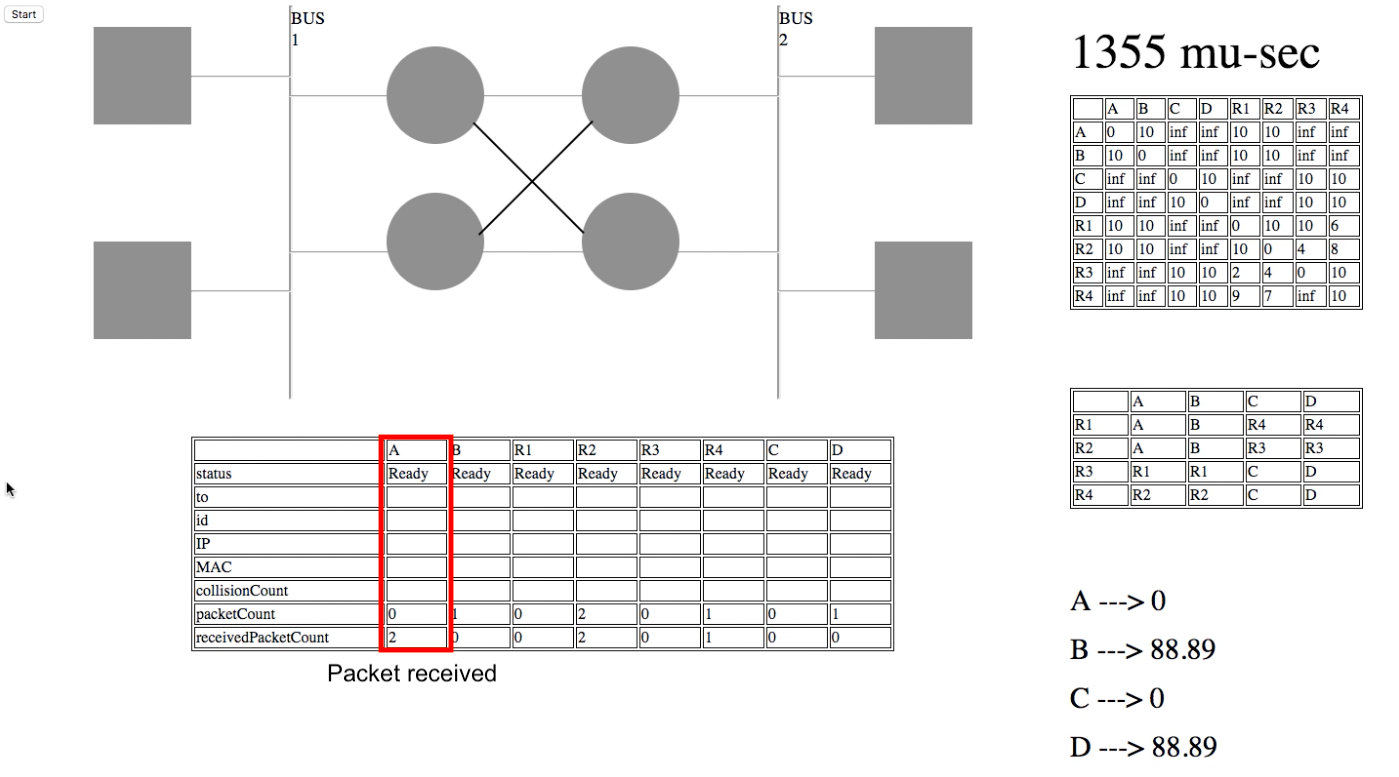 Start
BUS
1
BUS
2
1355 mu-sec
A B C D R1 R2 R3 R4
A 0 10 inf inf 10 10 inf inf
B 10 0 inf inf 10 10 inf inf
C inf inf 0 10 inf inf 10 10
D inf inf 10 0 inf inf 10 10
R1 10 10 inf inf 0 10 10 6
R2 10 10 inf inf 10 0 4 8
R3 inf inf 10 10 2 4 0 10
R4 inf inf 10 10 9 7 inf 10
A B C D
R1 A B R4 R4
R2 A B R3 R3
R3 R1 R1 C D
R4 R2 R2 C D
A B R1 R2 R3 R4 C D
status Ready Ready Ready Ready Ready Ready Ready Ready
to
id
IP
MAC
collisionCount
packetCount 0 1 0 2 0 1 0 1
receivedPacketCount 2 0 0 2 0 1 0 0
Packet received
A ---> 0
B ---> 88.89
C ---> 0
D ---> 88.89